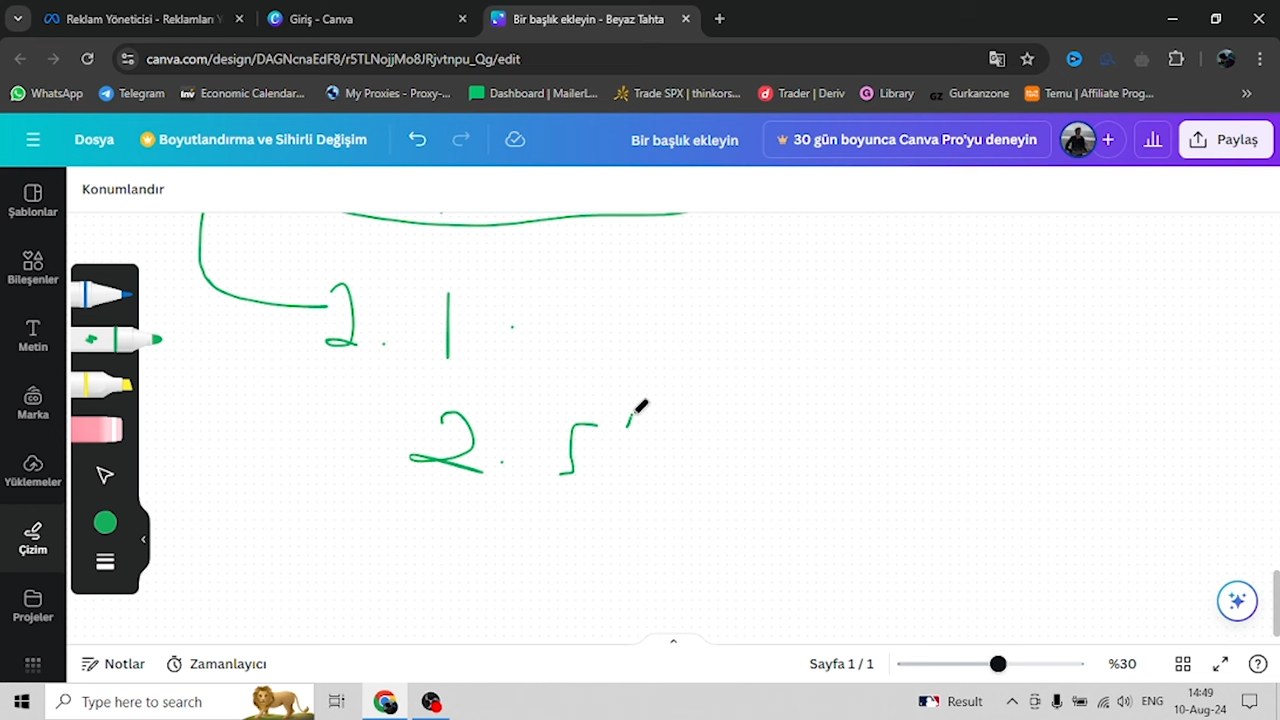 Reklam Yöneticisi - Reklamları Y
Giriş - Canva
Bir başlık ekleyin - Beyaz Tahta
canva.com/design/DAGNcnaEdF8/r5TLNojjMo8JRjvtnpu_Qg/edit
WhatsApp
Telegram
Economic Calendar...
My Proxies - Proxy-...
Dashboard | MailerL...
Trade SPX | thinkors...
Trader | Deriv
Library
GZ Gurkanzone
Temu | Affiliate Prog...
Dosya
Boyutlandırma ve Sihirli Değişim
Bir başlık ekleyin
30 gün boyunca Canva Pro'yu deneyin
Paylaş
Konumlandır
Şablonlar
Bileşenler
Metin
Marka
Yüklemeler
Çizim
Projeler
2. 1.
2.
Notlar
Zamanlayıcı
Sayfa 1 / 1
%30
Type here to search
Result
ENG
14:49
10-Aug-24